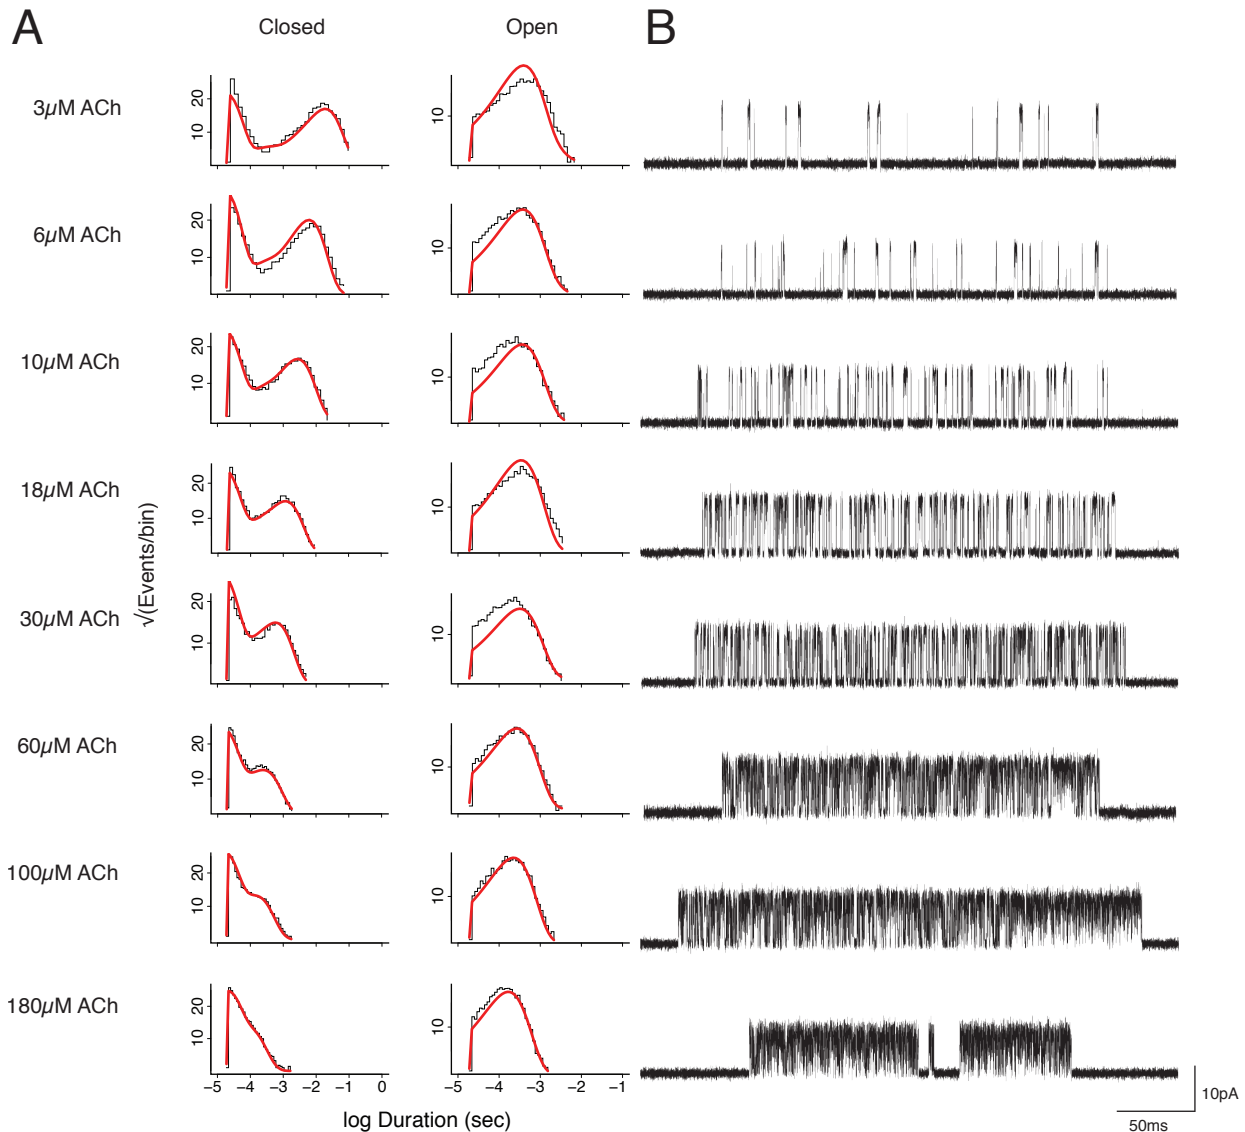 A
Closed
Open
B
3µM ACh
20
10
10
6µM ACh
20
10
10
10µM ACh
20
10
10
18µM ACh
20
10
10
√(Events/bin)
30µM ACh
20
10
10
60µM ACh
20
10
10
100µM ACh
20
10
10
180µM ACh
20
10
10
−5 −4 −3 −2 −1 0
−5 −4 −3 −2 −1
log Duration (sec)
10pA
50ms